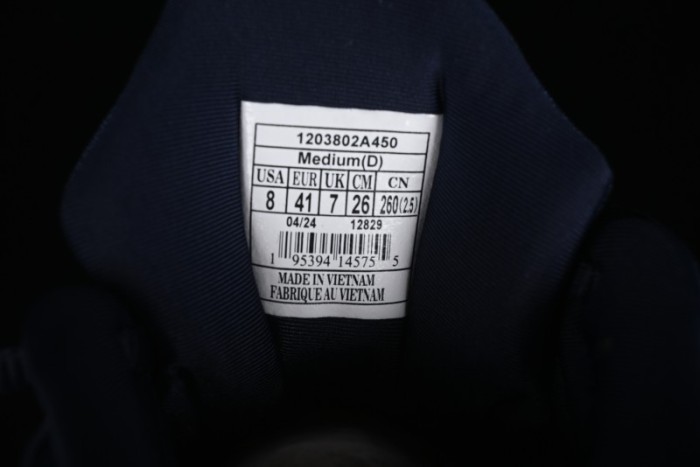 1203802A450
Medium(D)
USA EUR UK CM CN
8 41 7 26 260(2.5)
04/24 12829
1 95394 14575 5
MADE IN VIETNAM
FABRIQUE AU VIETNAM